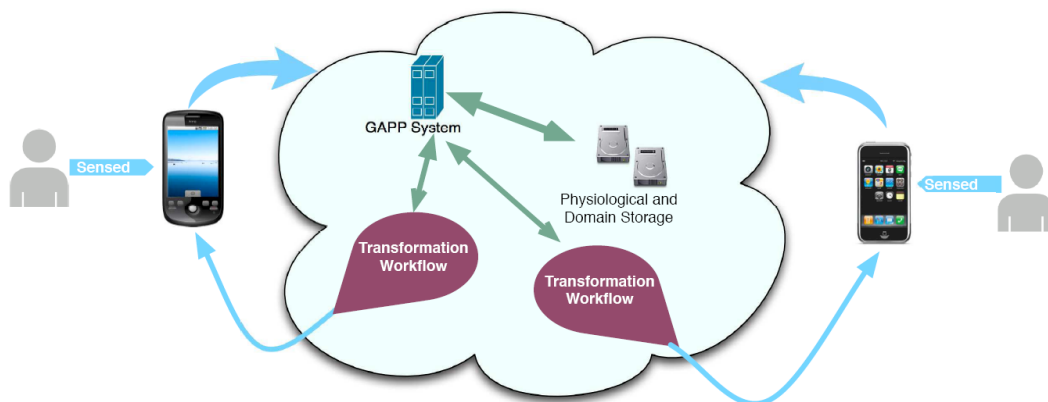 GAPP System
Sensed
Sensed
Physiological and
Domain Storage
Transformation
Workflow
Transformation
Workflow